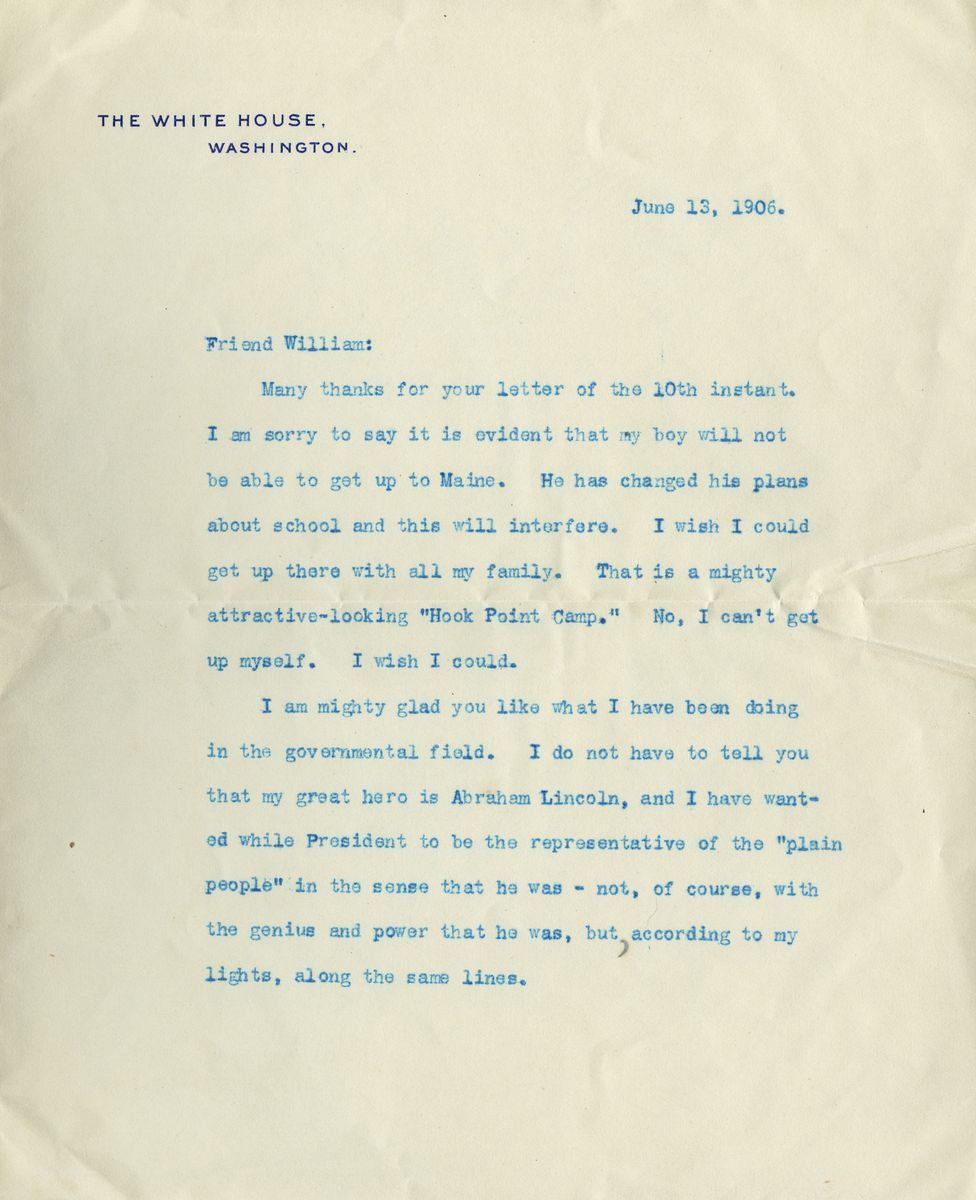 THE WHITE HOUSE,
WASHINGTON.
June 13, 1906.
Friend William:
Many thanks for your letter of the 10th instant.
I am sorry to say it is evident that my boy will not
be able to get up to Maine. He has changed his plans
about school and this will interfere. I wish I could
get up there with all my family. That is a mighty
attractive-looking "Hook Point Camp." No, I can't get
up myself. I wish I could.
I am mighty glad you like what I have been doing
in the governmental field. I do not have to tell you
that my great hero is Abraham Lincoln, and I have want-
ed while President to be the representative of the "plain
people" in the sense that he was - not, of course, with
the genius and power that he was, but, according to my
lights, along the same lines.